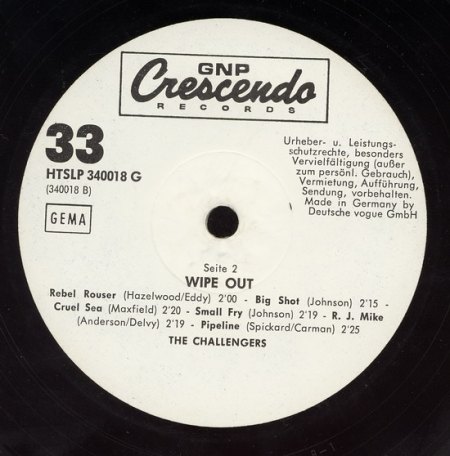 GNP
Crescendo
RECORDS
33
HTSLP 340018 G
(340018 B)
GEMA
Urheber- u. Leistungs-
schutzrechte, besonders
Vervielfältigung (außer
zum persönl. Gebrauch),
Vermietung, Aufführung,
Sendung, vorbehalten.
Made in Germany by
Deutsche vogue GmbH
Seite 2
WIPE OUT
Rebel Rouser (Hazelwood/Eddy) 2'00 - Big Shot (Johnson) 2'15 -
Cruel Sea (Maxfield) 2'20 - Small Fry (Johnson) 2'19 - R. J. Mike
(Anderson/Delvy) 2'19 - Pipeline (Spickard/Carman) 2'25
THE CHALLENGERS